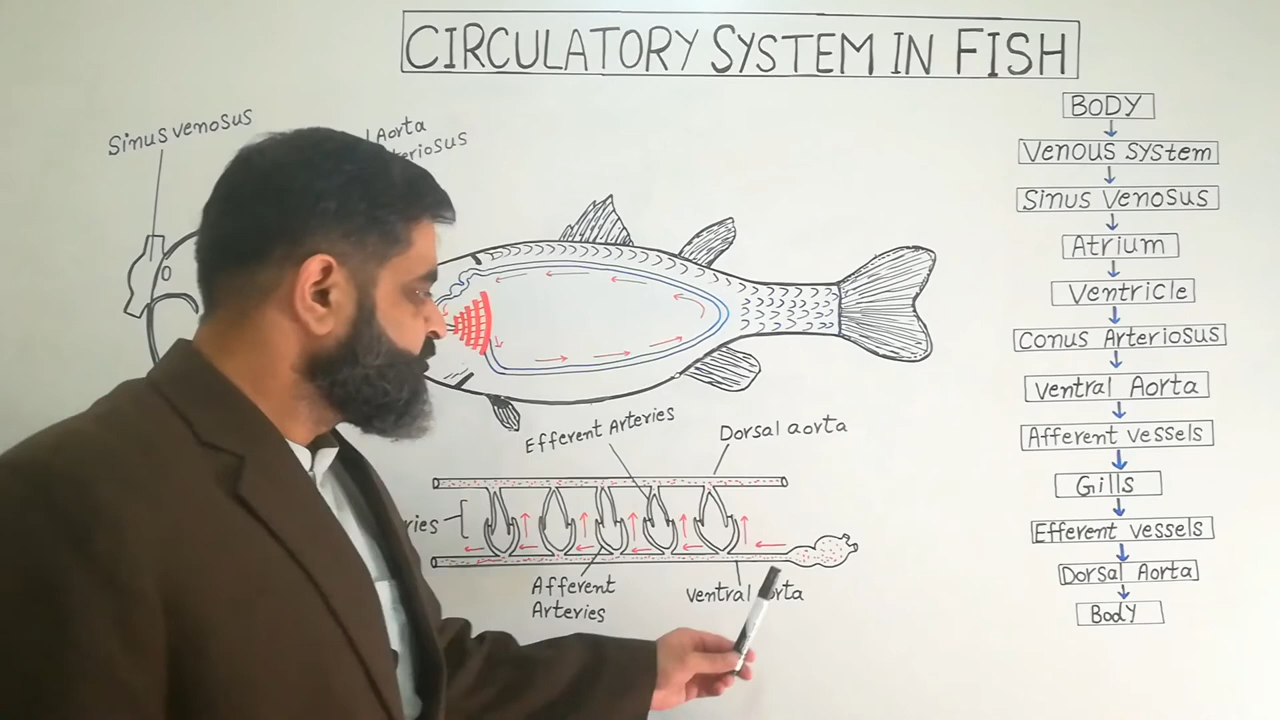 CIRCULATORY SYSTEM IN FISH
Sinus venosus
Aorta
Efferent Arteries
Dorsal aorta
Afferent
Arteries
ventral
BODY
Venous System
Sinus Venosus
Atrium
Ventricle
Conus Arteriosus
Ventral Aorta
Afferent vessels
Gills
Efferent vessels
Dorsal Aorta
Body